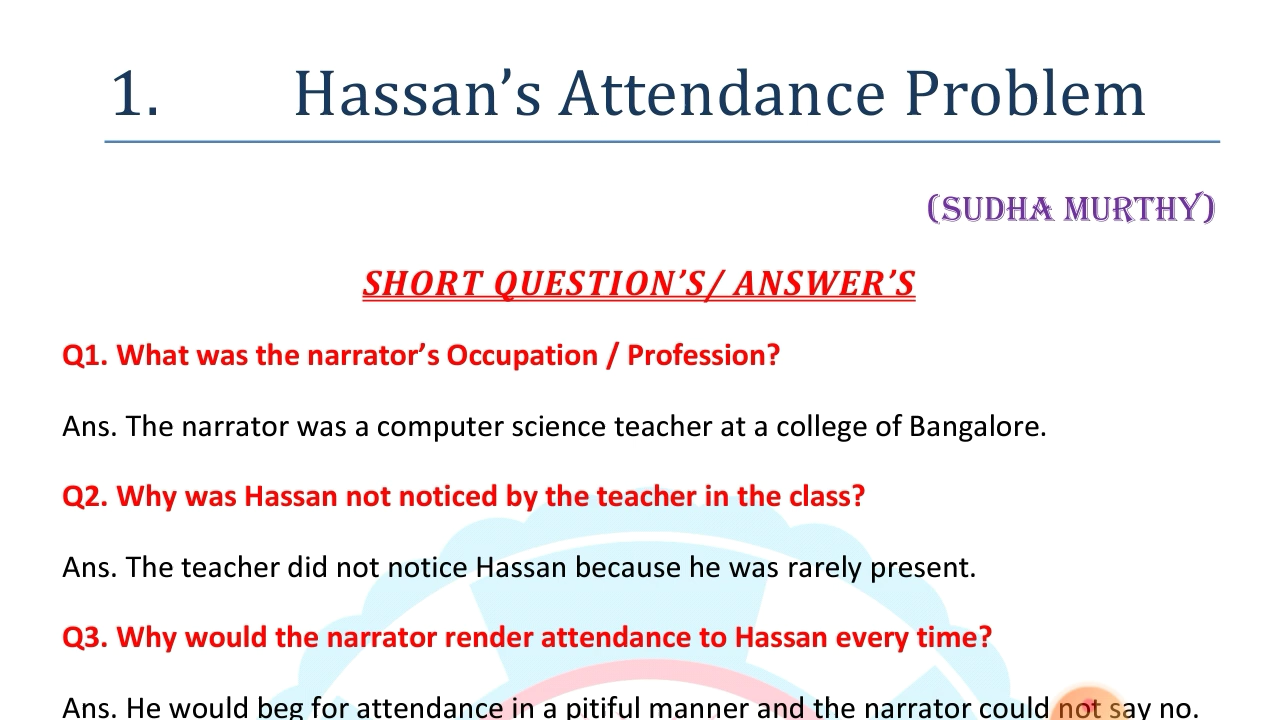 1. Hassan’s Attendance Problem
(SUDHA MURTHY)
SHORT QUESTION’S/ ANSWER’S
Q1. What was the narrator’s Occupation / Profession?
Ans. The narrator was a computer science teacher at a college of Bangalore.
Q2. Why was Hassan not noticed by the teacher in the class?
Ans. The teacher did not notice Hassan because he was rarely present.
Q3. Why would the narrator render attendance to Hassan every time?
Ans. He would beg for attendance in a pitiful manner and the narrator could not say no.